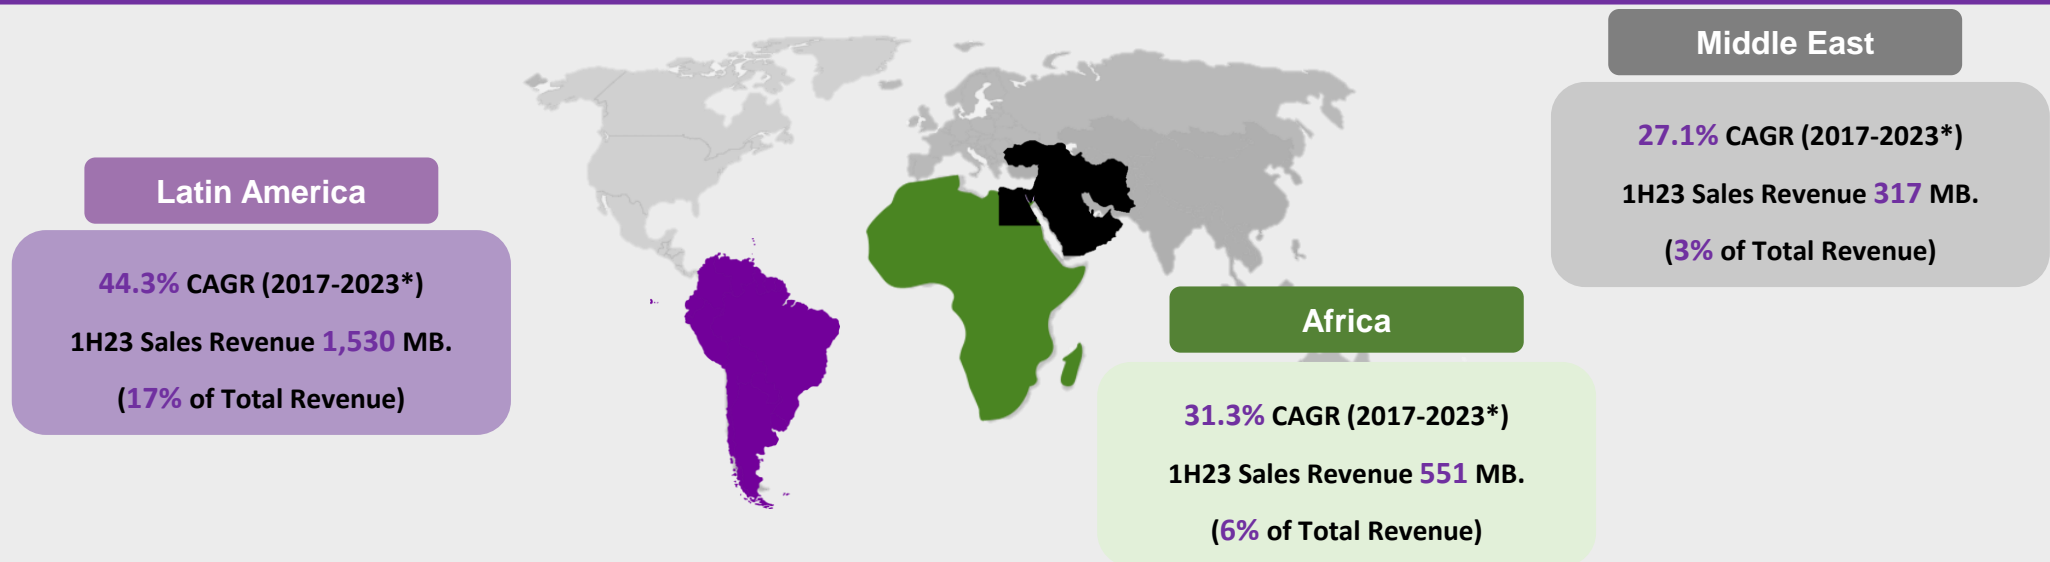 Latin America
44.3% CAGR (2017-2023*)
1H23 Sales Revenue 1,530 MB.
(17% of Total Revenue)
Middle East
27.1% CAGR (2017-2023*)
1H23 Sales Revenue 317 MB.
(3% of Total Revenue)
Africa
31.3% CAGR (2017-2023*)
1H23 Sales Revenue 551 MB.
(6% of Total Revenue)